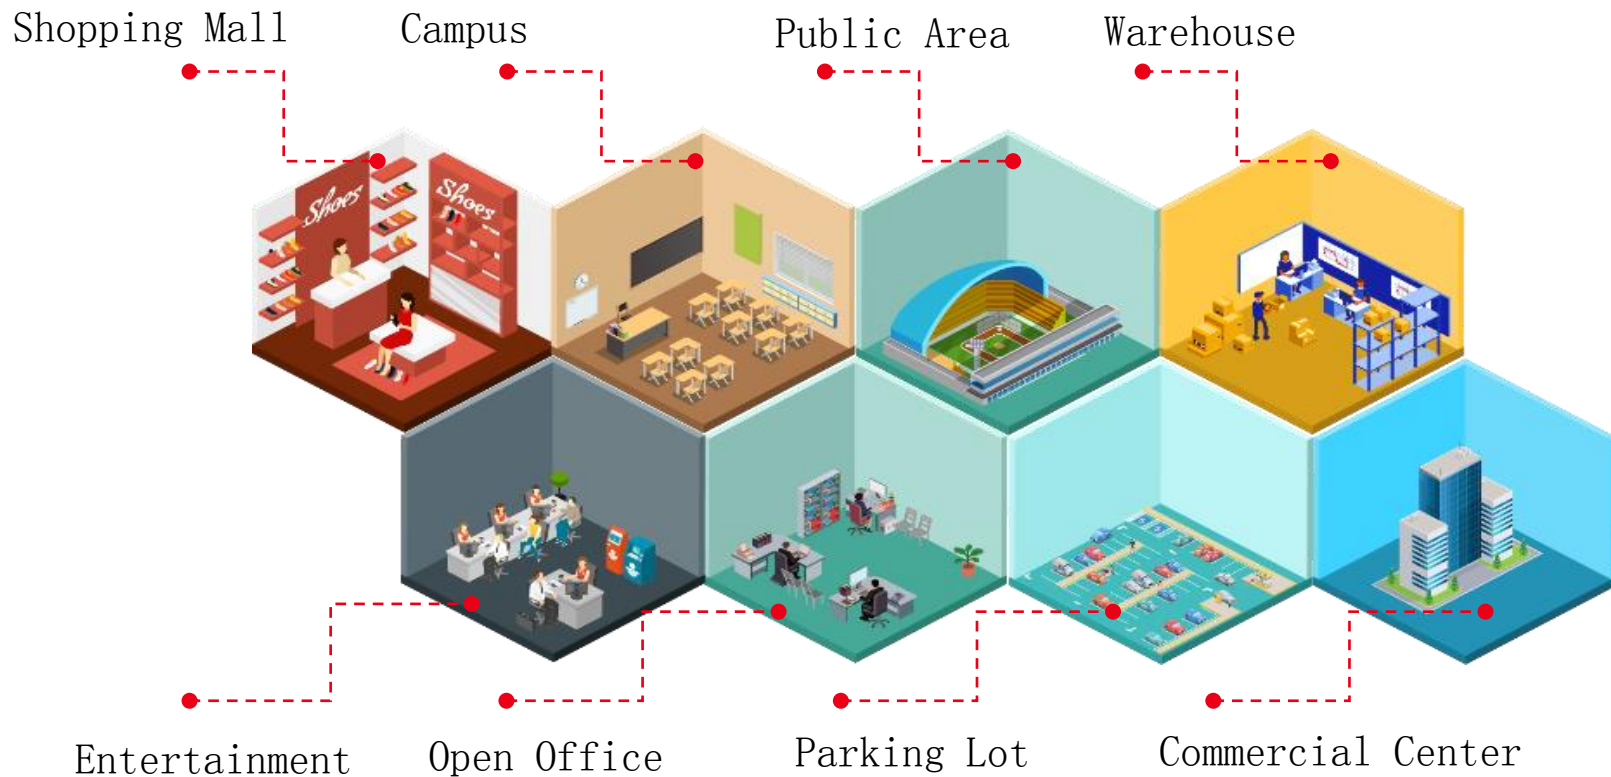 Shopping Mall
Campus
Public Area
Warehouse
Shoes
Shoes
Entertainment
Open Office
Parking Lot
Commercial Center